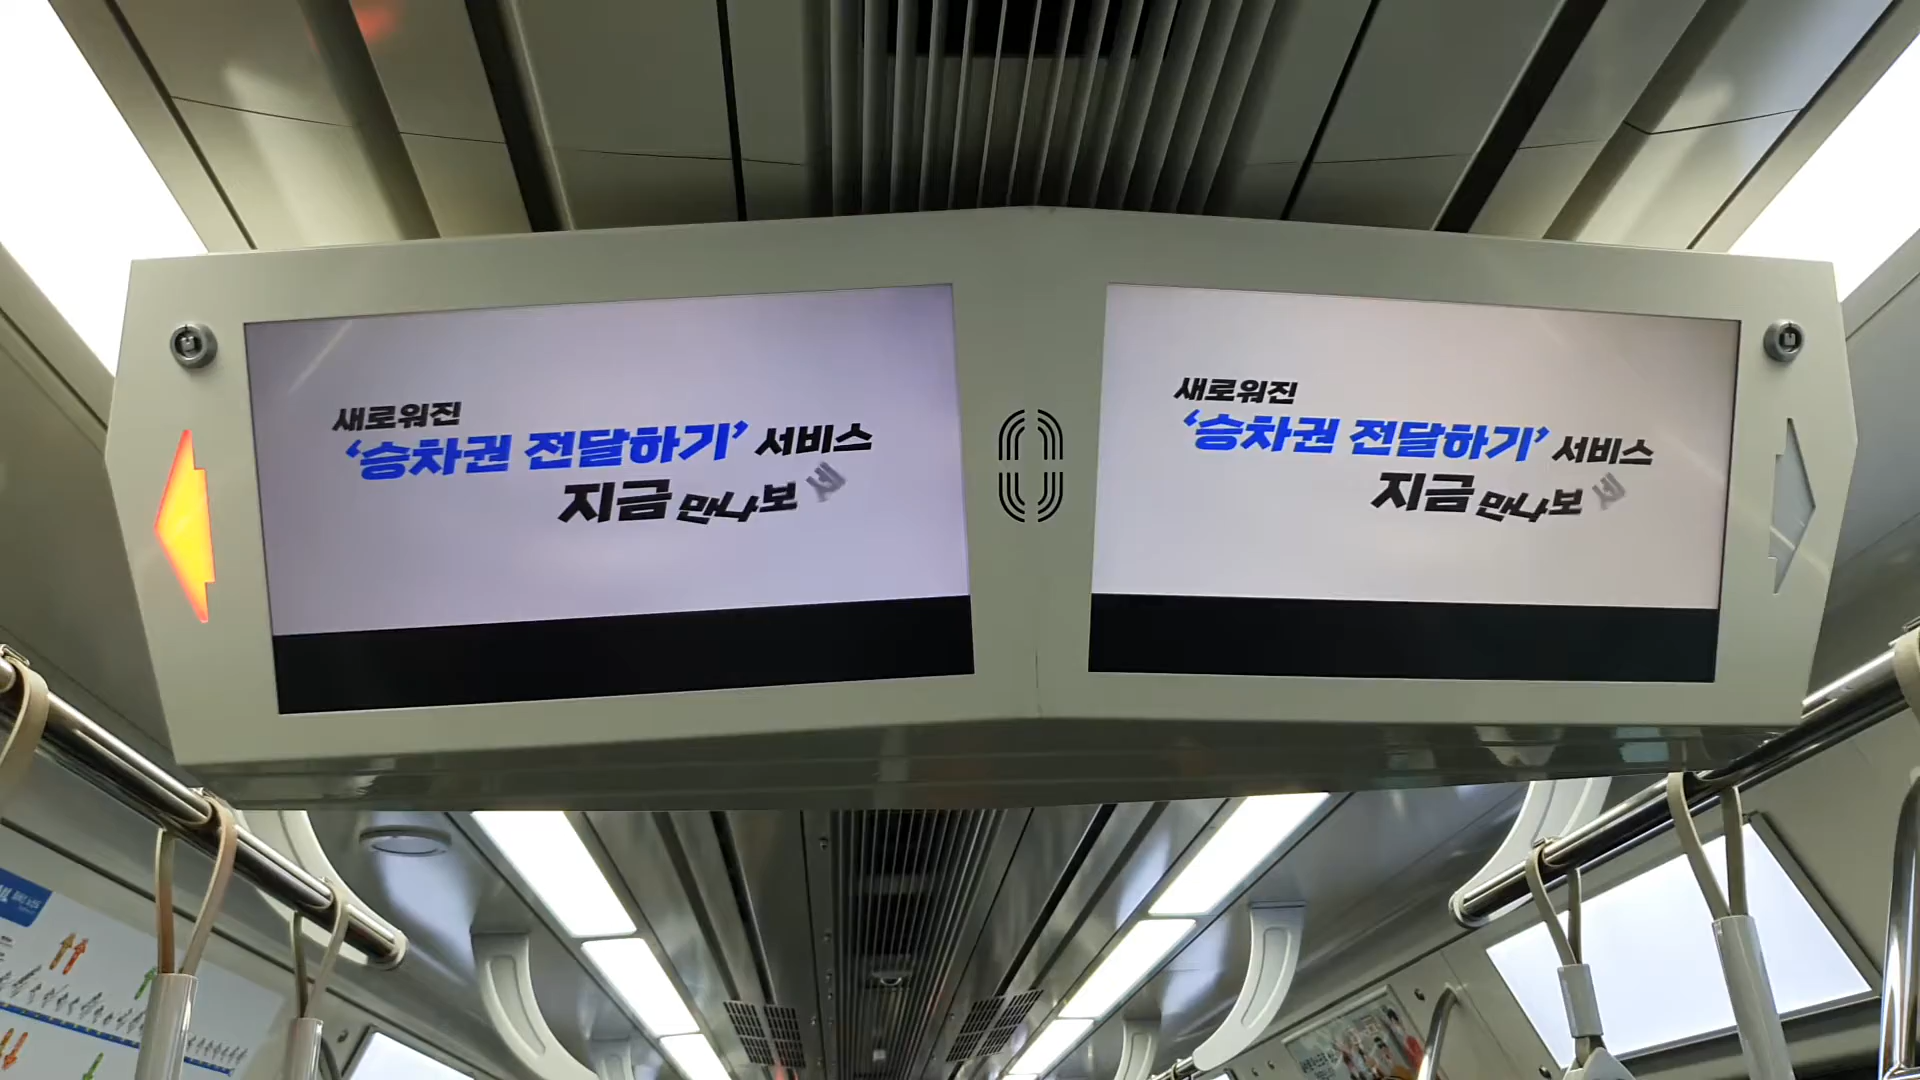 새로워진
'승차권 전달하기' 서비스
지금 만나보세
새로워진
'승차권 전달하기' 서비스
지금 만나보세